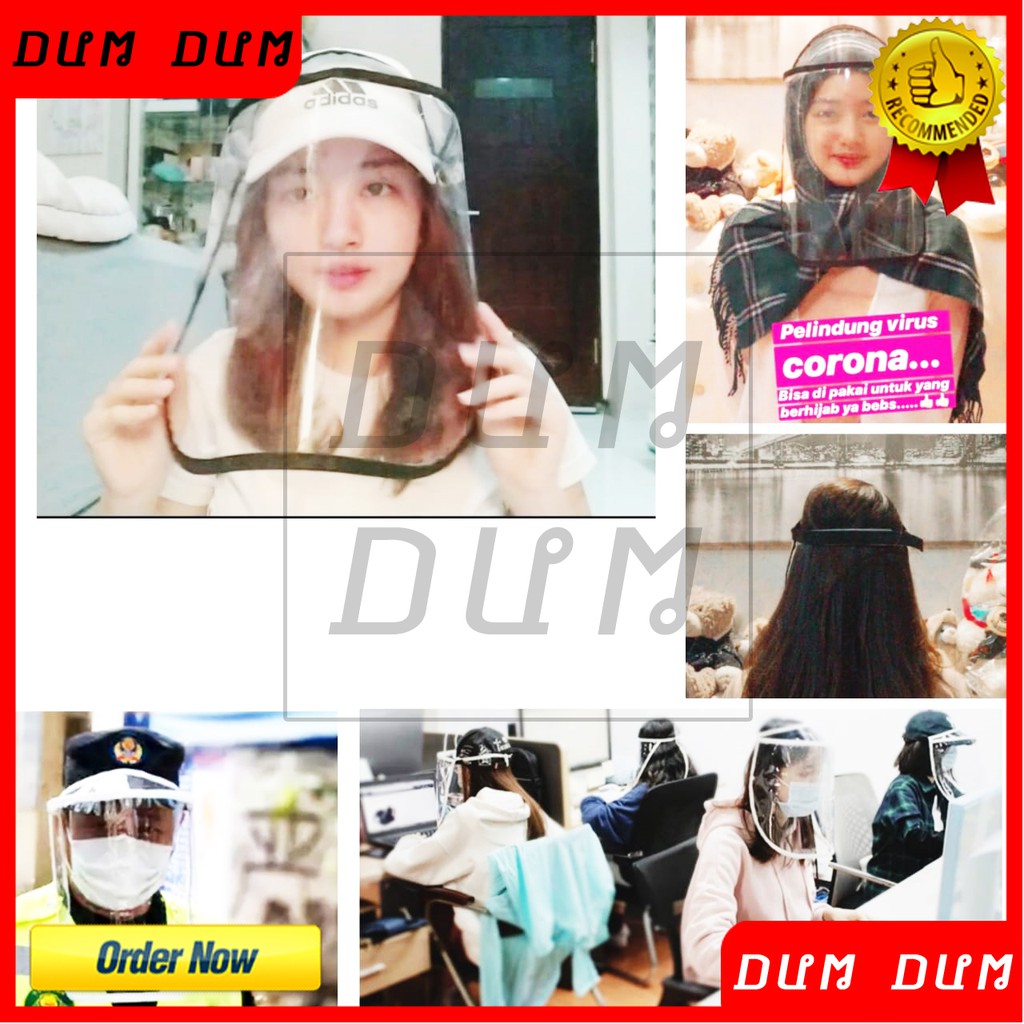 DUM DUM
adidas
RECOMMENDED
Pelindung virus
corona...
Bisa di pakai untuk yang
berhijab ya bebs.....👍👍
DUM
DUM
Order Now
DUM DUM